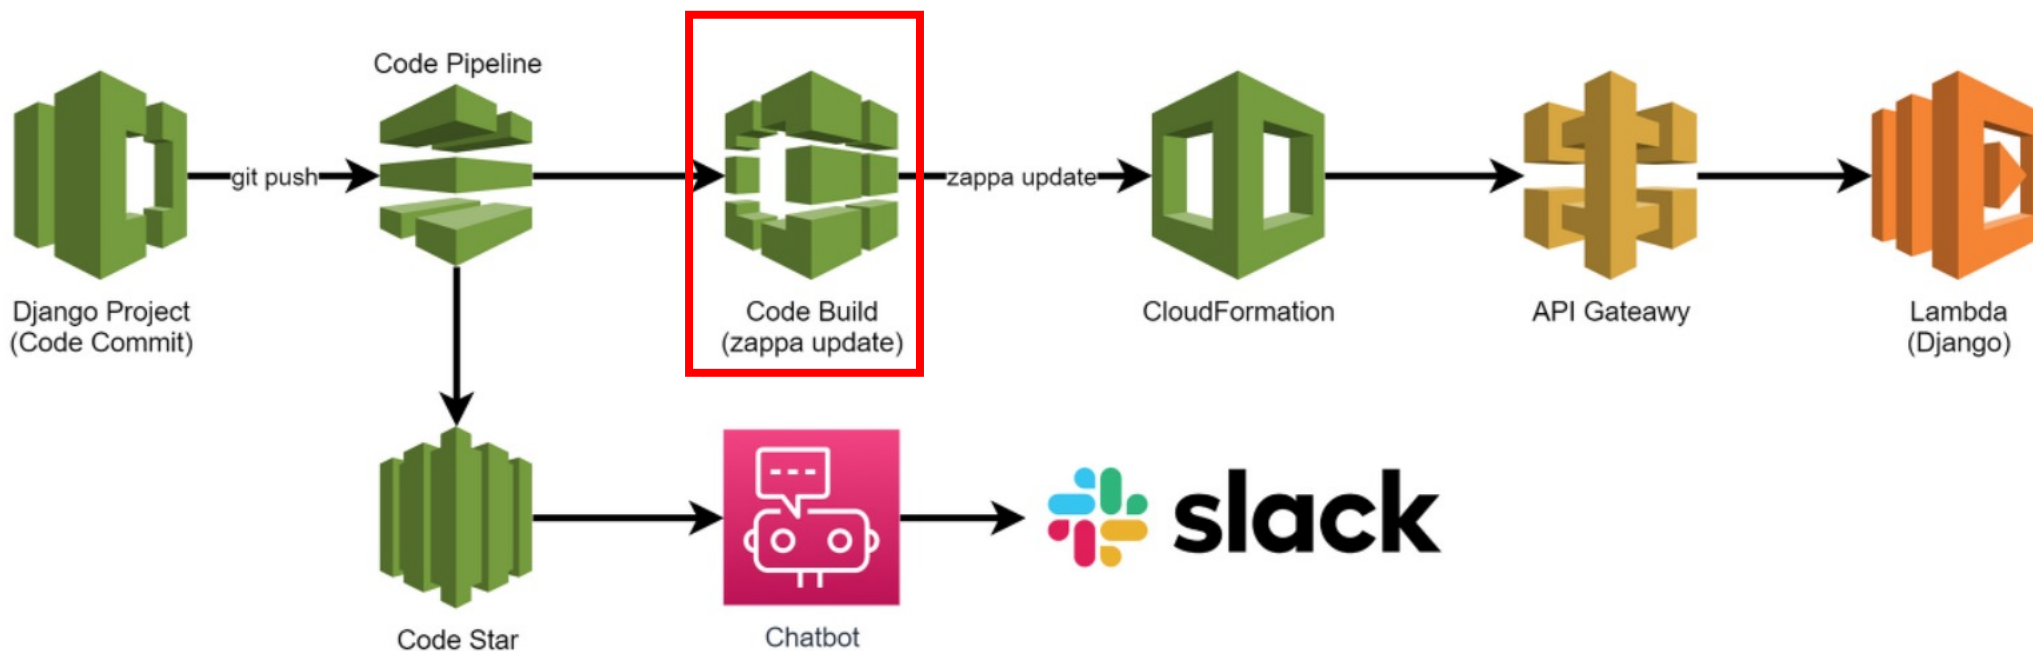 Code Pipeline
git push
zappa update
Django Project
(Code Commit)
Code Build
(zappa update)
CloudFormation
API Gateawy
Lambda
(Django)
slack
Code Star
Chatbot